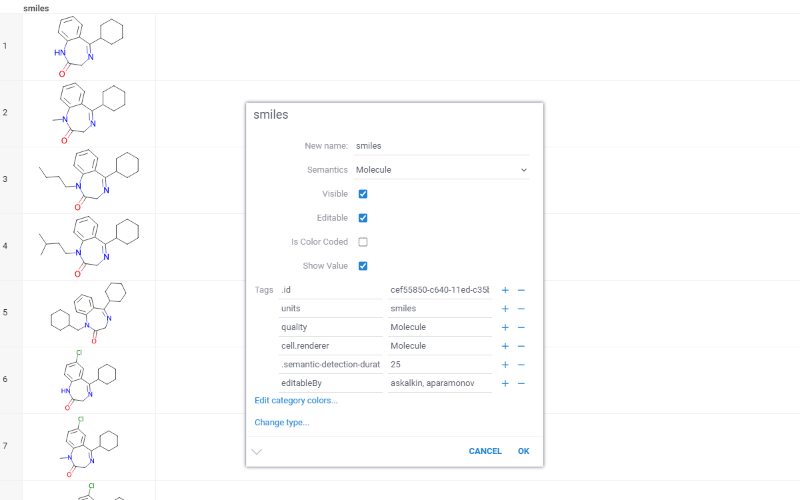 smiles
1
HN
N
O
2
N
N
O
3
N
N
O
4
N
N
O
5
N
N
O
6
Cl
HN
N
O
7
Cl
N
N
O
Cl
smiles
New name: smiles
Semantics Molecule
Visible
Editable
Is Color Coded
Show Value
Tags .id cef55850-c640-11ed-c35
units smiles
quality Molecule
cell.renderer Molecule
.semantic-detection-durat 25
editableBy askalkin, aparamonov
Edit category colors...
Change type...
CANCEL OK